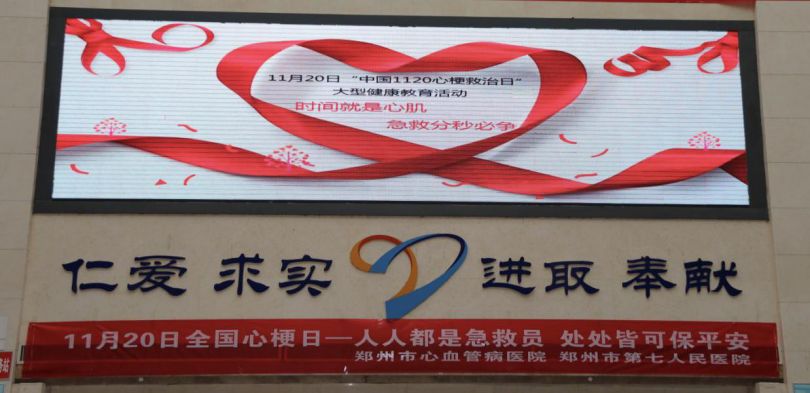 11月20日“中国1120心梗救治日”
大型健康教育活动
时间就是心肌
急救分秒必争
仁爱 求实 进取 奉献
11月20日全国心梗日—人人都是急救员 处处皆可保平安
郑州市心血管病医院 郑州市第七人民医院